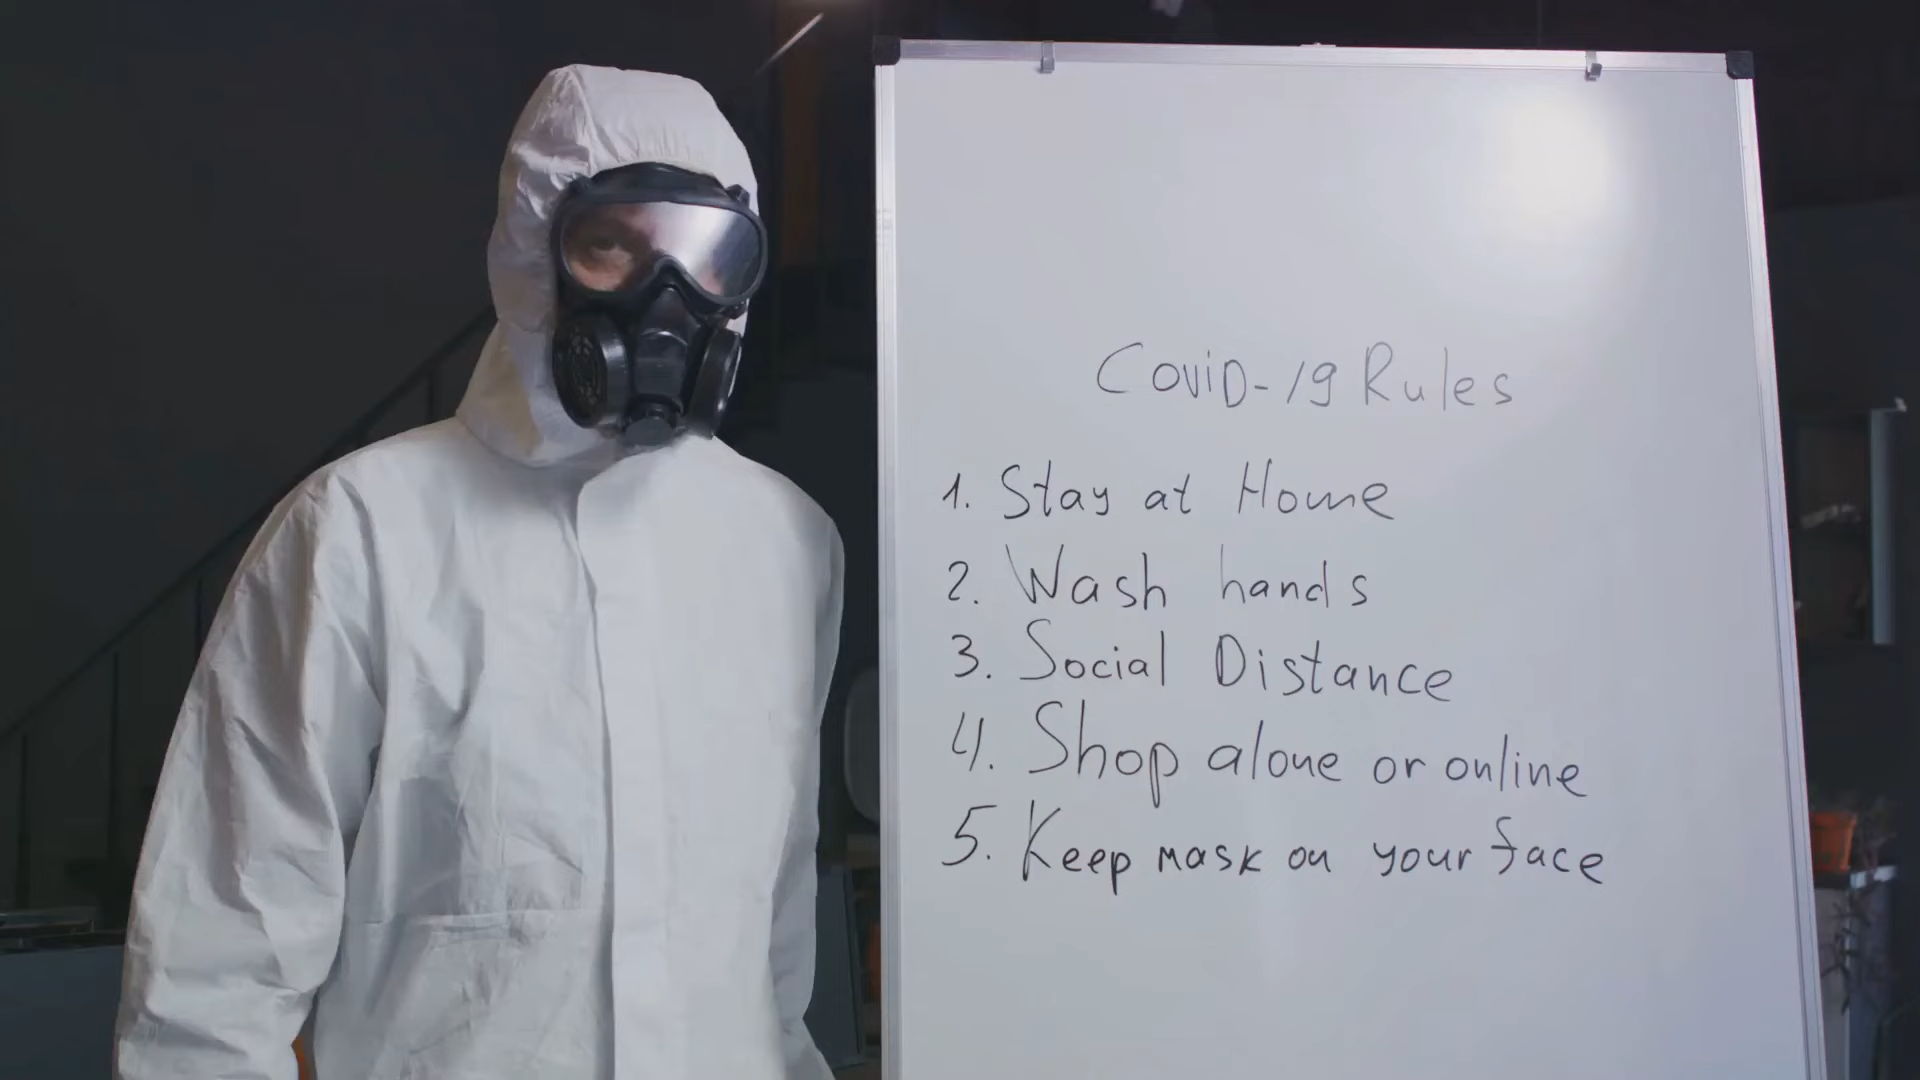 CoviD-19 Rules
1. Stay at Home
2. Wash hands
3. Social Distance
4. Shop alone or online
5. Keep mask on your face